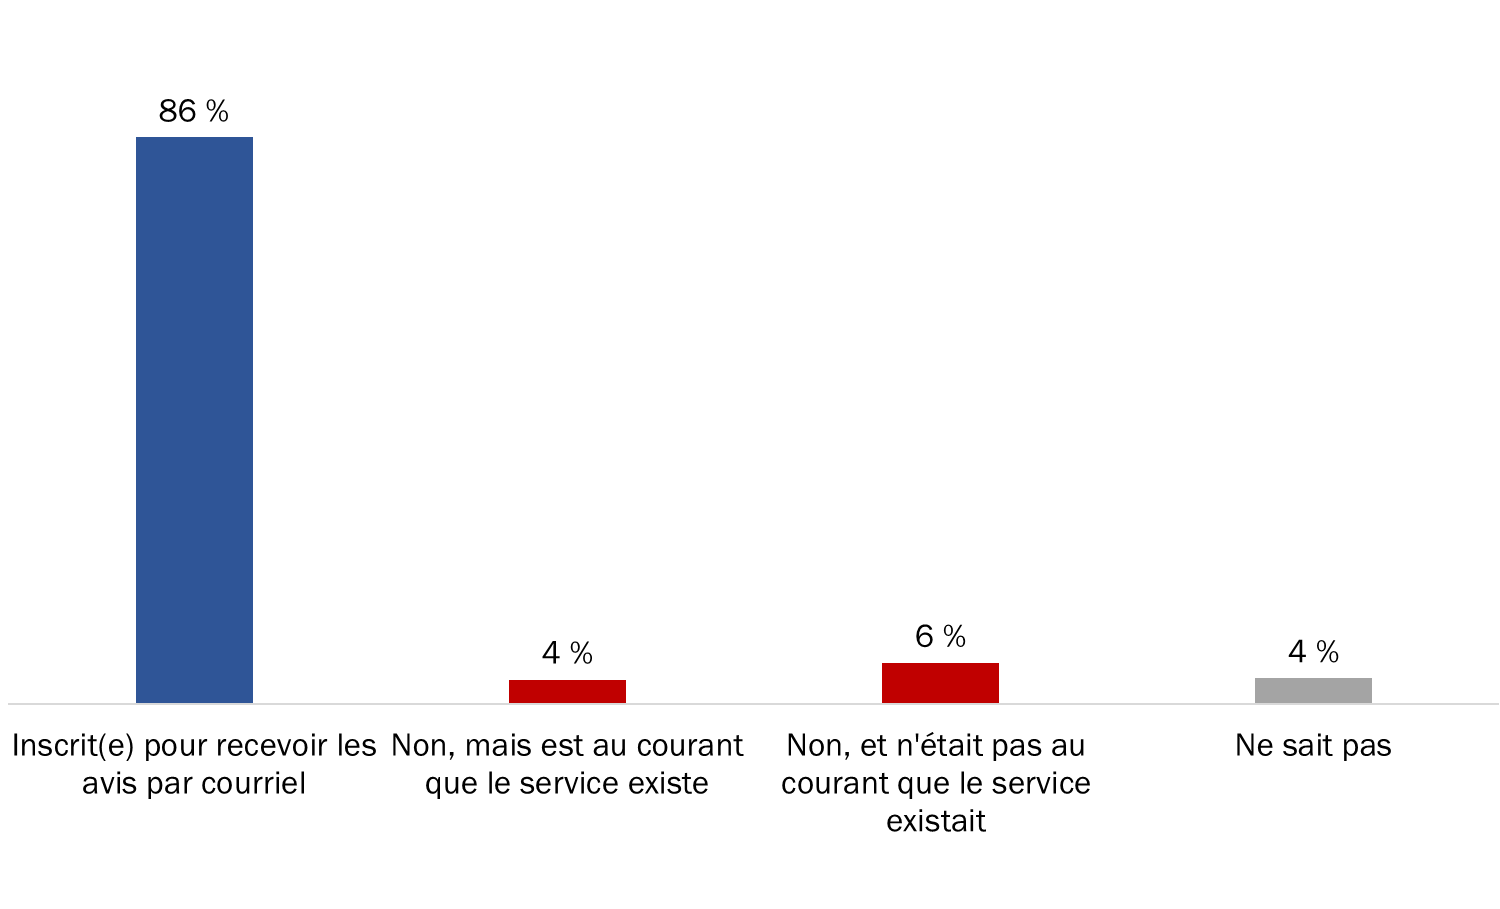 86 %
4 %
6 %
4 %
Inscrit(e) pour recevoir les
avis par courriel
Non, mais est au courant
que le service existe
Non, et n'était pas au
courant que le service
existait
Ne sait pas